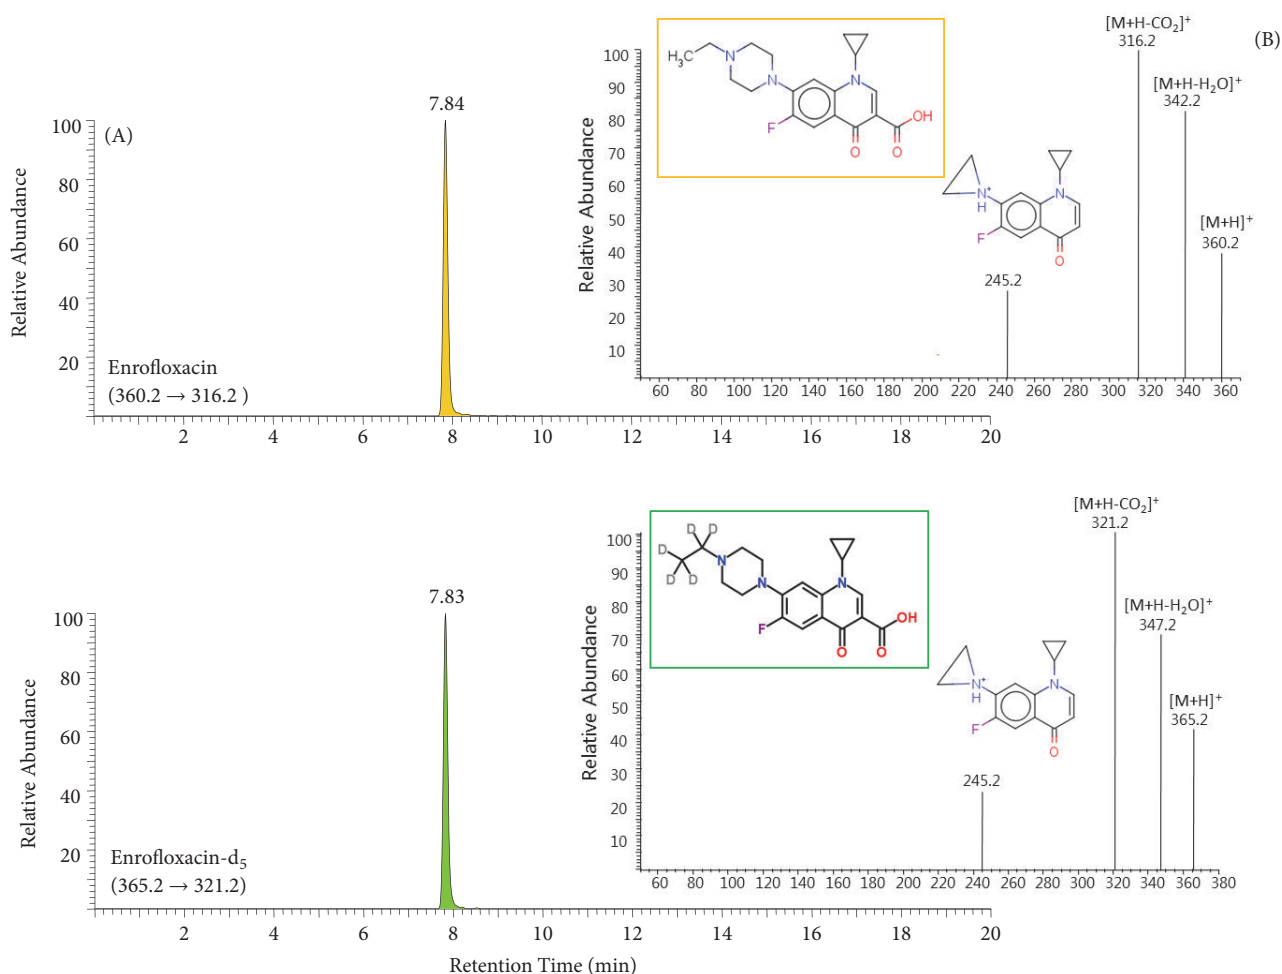 (A)
7.84
Relative Abundance
100
80
60
40
20
Enrofloxacin
(360.2 → 316.2 )
2 4 6 8 10 12 14 16 18 20
(B)
Relative Abundance
100
90
80
70
60
50
40
30
20
10
H₃C
N
N
N
F
O
O
OH
N⁺
H
N
F
O
[M+H-CO₂]⁺
316.2
[M+H-H₂O]⁺
342.2
[M+H]⁺
360.2
245.2
60 80 100 120 140 160 180 200 220 240 260 280 300 320 340 360
7.83
Relative Abundance
100
80
60
40
20
Enrofloxacin-d₅
(365.2 → 321.2)
2 4 6 8 10 12 14 16 18 20
Retention Time (min)
Relative Abundance
100
90
80
70
60
50
40
30
20
10
D D
D
D D
N
N
N
F
O
O
OH
N⁺
H
N
F
O
[M+H-CO₂]⁺
321.2
[M+H-H₂O]⁺
347.2
[M+H]⁺
365.2
245.2
60 80 100 120 140 160 180 200 220 240 260 280 300 320 340 360 380